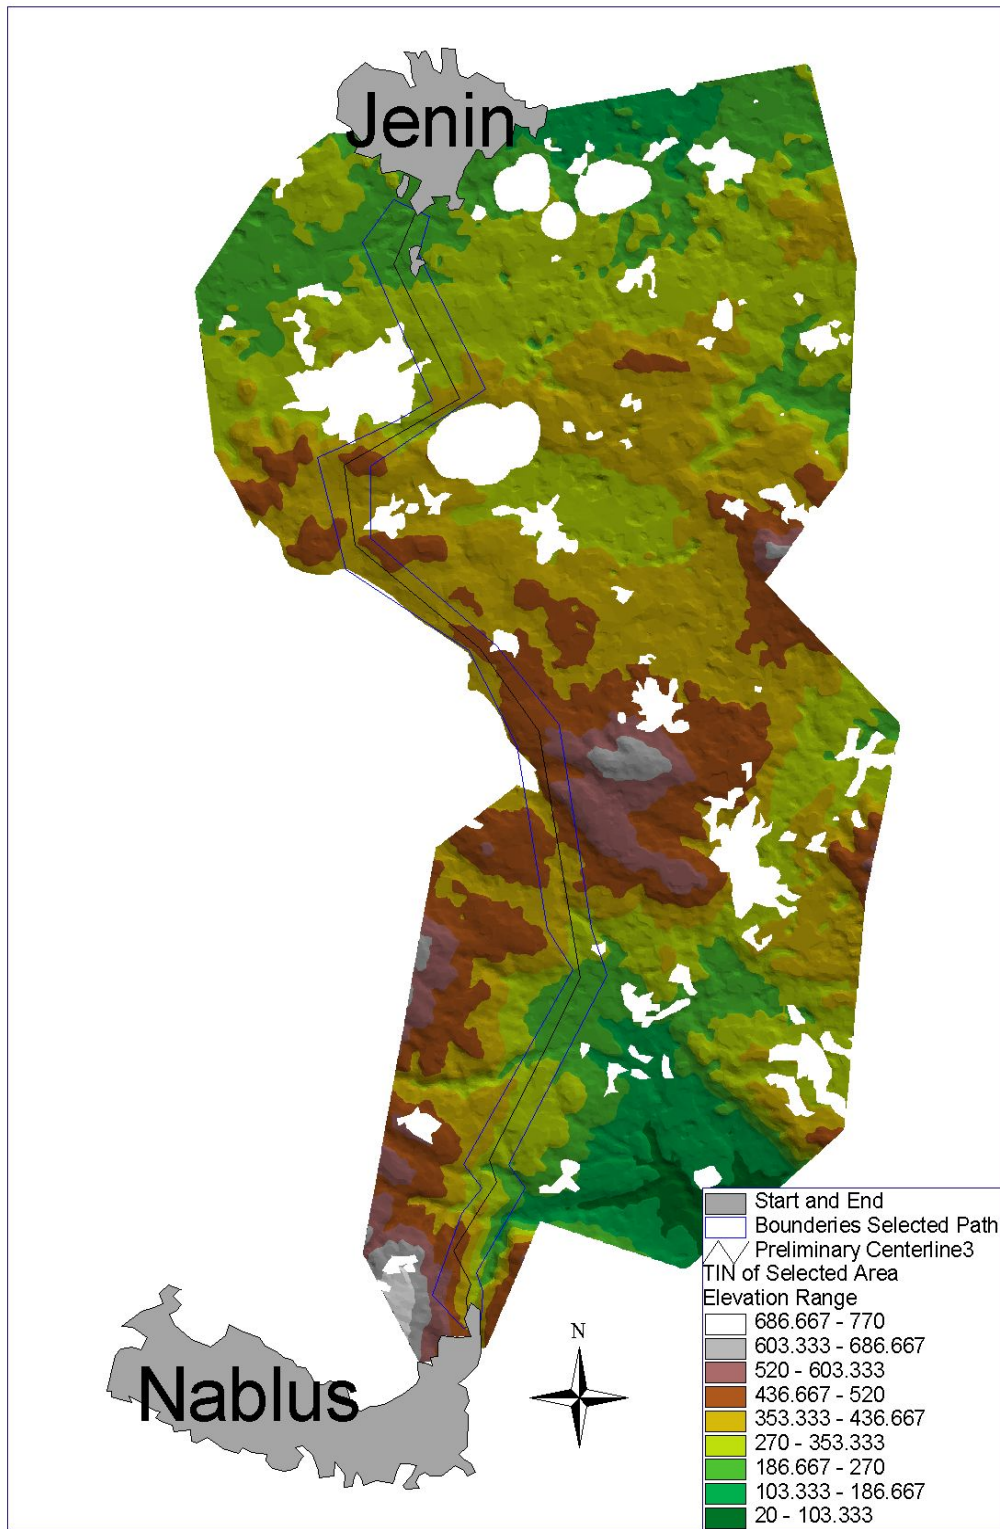 Jenin
Nablus
N
Start and End
Bounderies Selected Path
Preliminary Centerline3
TIN of Selected Area
Elevation Range
686.667 - 770
603.333 - 686.667
520 - 603.333
436.667 - 520
353.333 - 436.667
270 - 353.333
186.667 - 270
103.333 - 186.667
20 - 103.333